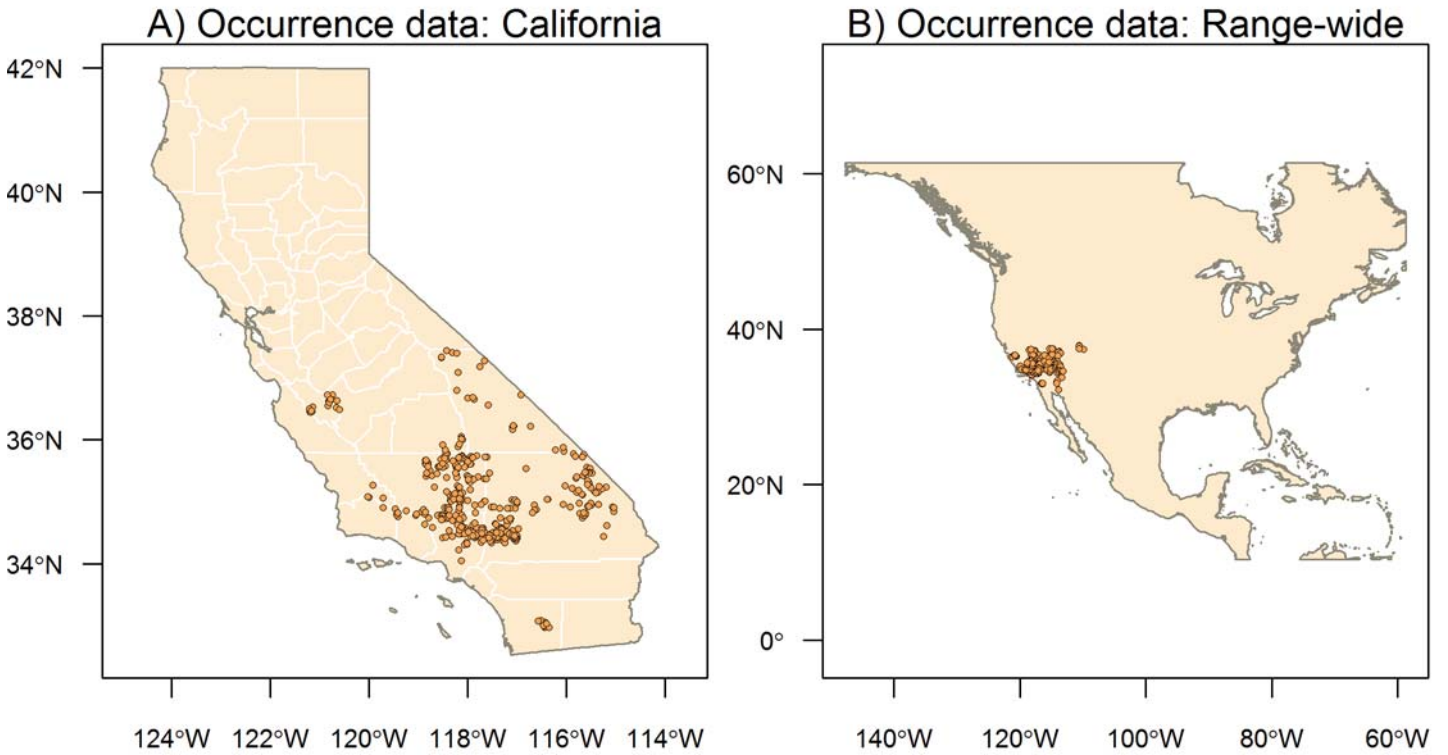 A) Occurrence data: California
42°N
40°N
38°N
36°N
34°N
124°W 122°W 120°W 118°W 116°W 114°W
B) Occurrence data: Range-wide
60°N
40°N
20°N
0°
140°W 120°W 100°W 80°W 60°W